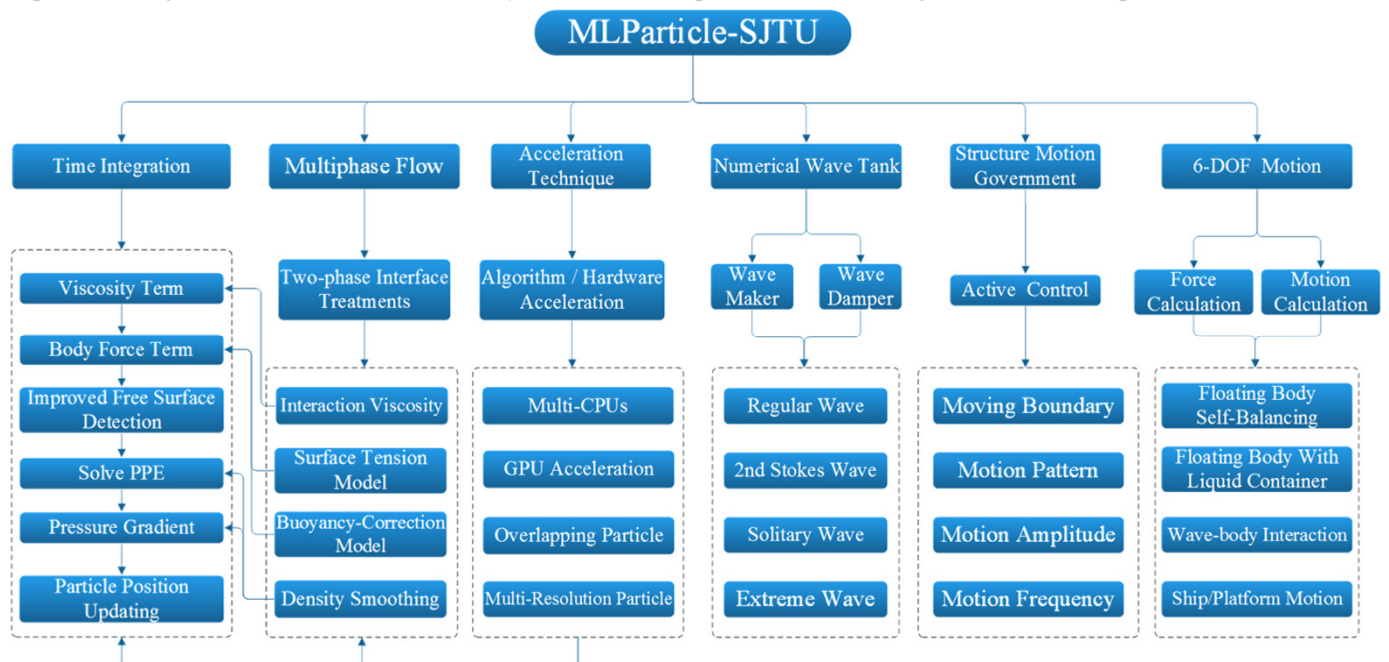 MLParticle-SJTU
Time Integration
Multiphase Flow
Acceleration
Technique
Numerical Wave Tank
Structure Motion
Government
6-DOF Motion
Viscosity Term
Body Force Term
Improved Free Surface
Detection
Solve PPE
Pressure Gradient
Particle Position
Updating
Two-phase Interface
Treatments
Interaction Viscosity
Surface Tension
Model
Buoyancy-Correction
Model
Density Smoothing
Algorithm / Hardware
Acceleration
Multi-CPUs
GPU Acceleration
Overlapping Particle
Multi-Resolution Particle
Wave
Maker
Wave
Damper
Regular Wave
2nd Stokes Wave
Solitary Wave
Extreme Wave
Active Control
Moving Boundary
Motion Pattern
Motion Amplitude
Motion Frequency
Force
Calculation
Motion
Calculation
Floating Body
Self-Balancing
Floating Body With
Liquid Container
Wave-body Interaction
Ship/Platform Motion